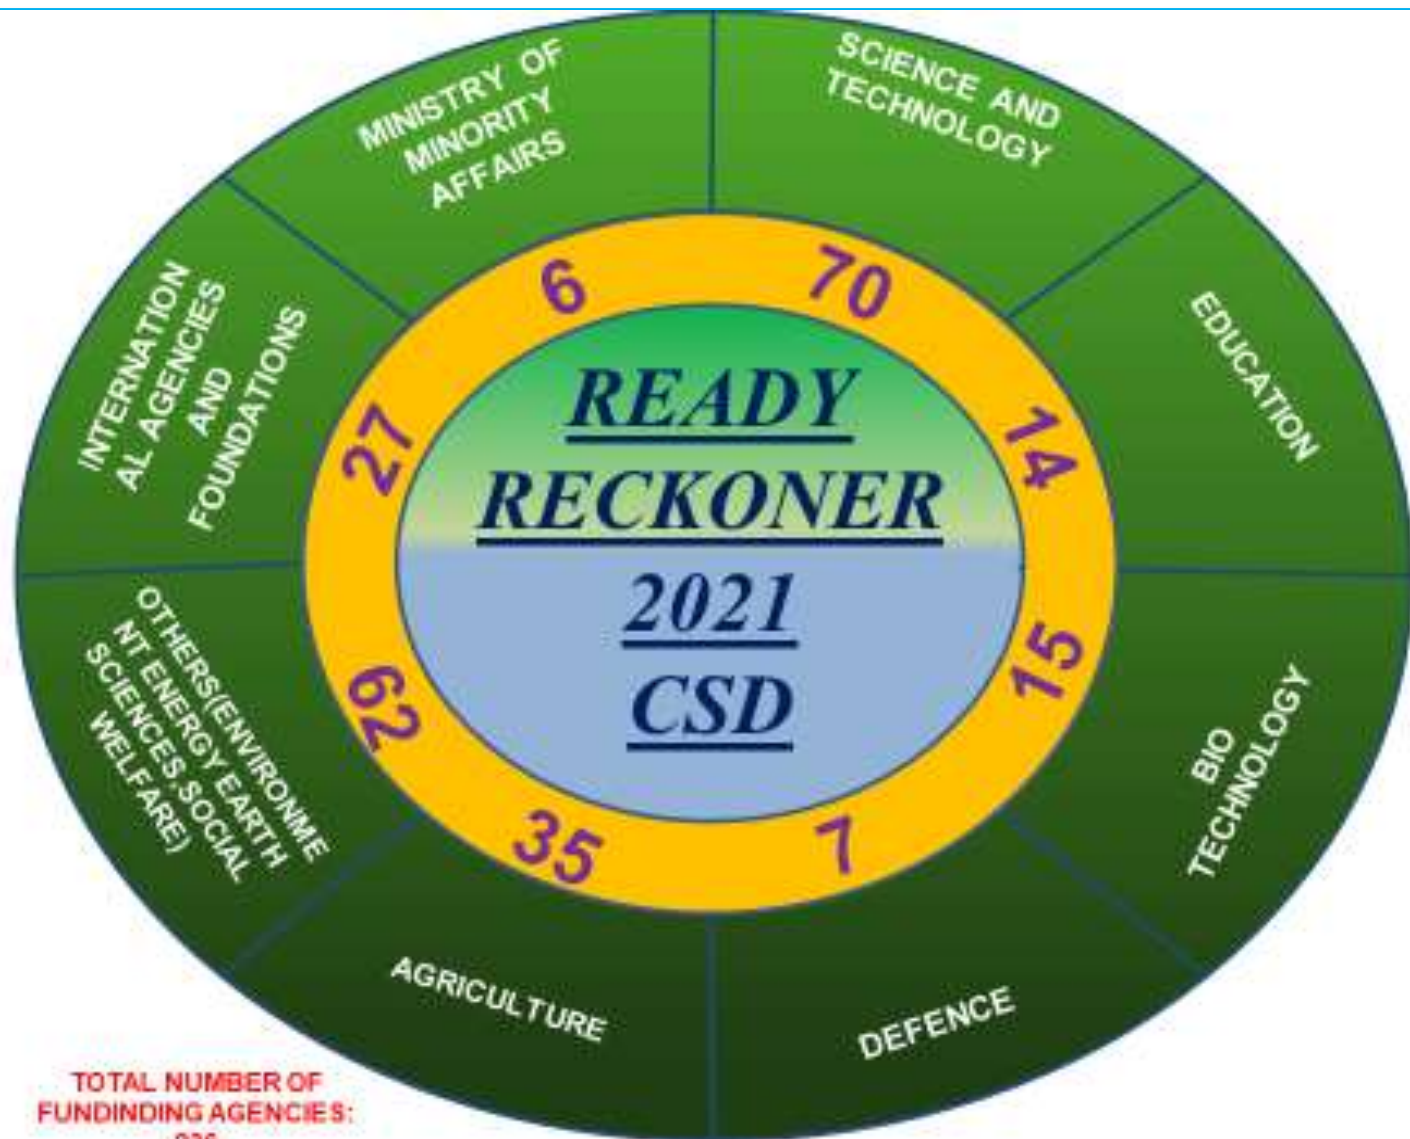 MINISTRY OF
MINORITY
AFFAIRS
6
SCIENCE AND
TECHNOLOGY
70
EDUCATION
14
BIO
TECHNOLOGY
15
DEFENCE
7
AGRICULTURE
35
OTHERS(ENVIRONME
NT ENERGY EARTH
SCIENCES,SOCIAL
WELFARE)
62
INTERNATION
AL AGENCIES
AND
FOUNDATIONS
27
READY
RECKONER
2021
CSD
TOTAL NUMBER OF
FUNDINDING AGENCIES: